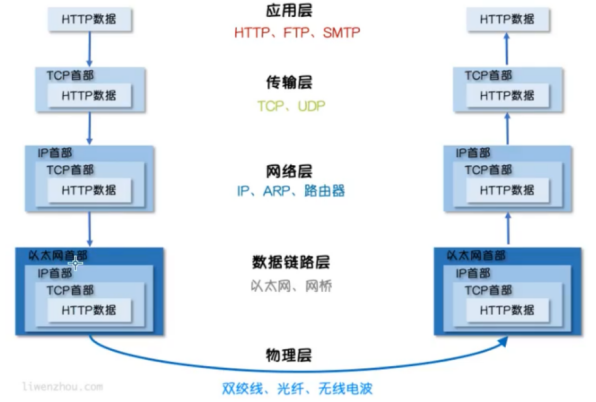 HTTP数据
应用层
HTTP、FTP、SMTP
HTTP数据
TCP首部
HTTP数据
传输层
TCP、UDP
TCP首部
HTTP数据
IP首部
TCP首部
HTTP数据
网络层
IP、ARP、路由器
IP首部
TCP首部
HTTP数据
以太网首部
IP首部
TCP首部
HTTP数据
数据链路层
以太网、网桥
以太网首部
IP首部
TCP首部
HTTP数据
物理层
双绞线、光纤、无线电波
liwenzhou.com